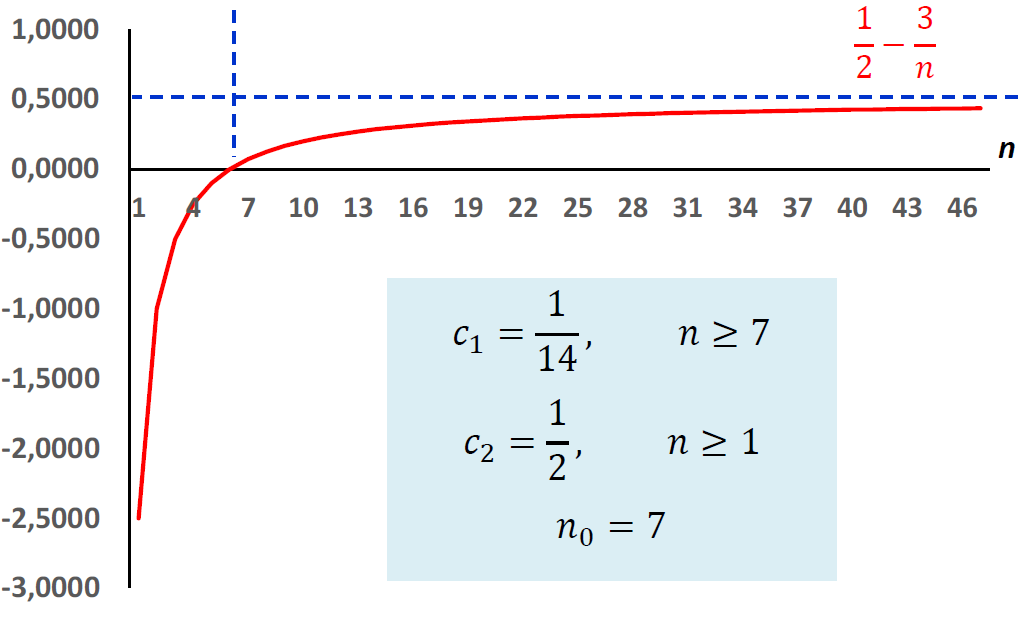 1,0000
0,5000
0,0000
-0,5000
-1,0000
-1,5000
-2,0000
-2,5000
-3,0000
1 4 7 10 13 16 19 22 25 28 31 34 37 40 43 46
n
1/2 − 3/n
c₁ = 1/14, n ≥ 7
c₂ = 1/2, n ≥ 1
n₀ = 7